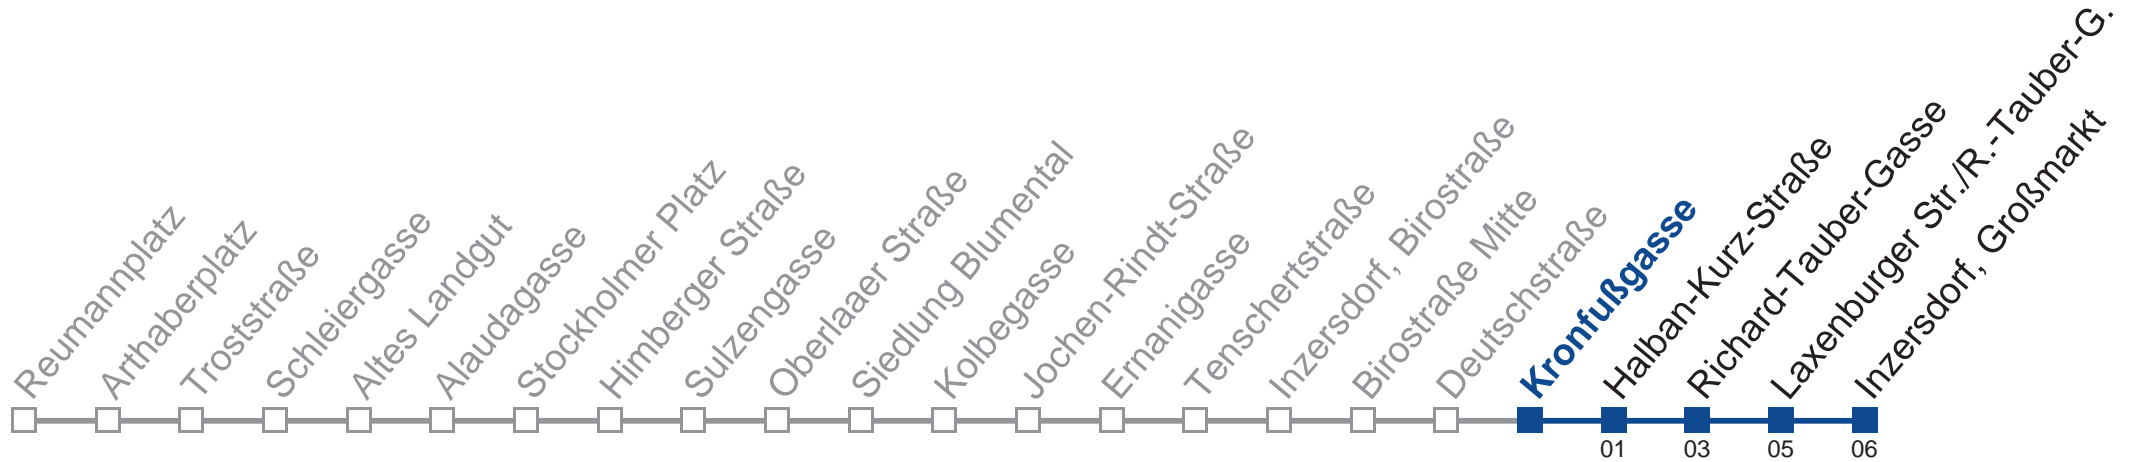 Reumannplatz
Arthaberplatz
Troststraße
Schleiergasse
Altes Landgut
Alaudagasse
Stockholmer Platz
Himberger Straße
Sulzengasse
Oberlaaer Straße
Siedlung Blumental
Kolbegasse
Jochen-Rindt-Straße
Ernanigasse
Tenschertstraße
Inzersdorf, Birostraße
Birostraße Mitte
Deutschstraße
Kronfußgasse
Halban-Kurz-Straße
Richard-Tauber-Gasse
Laxenburger Str./R.-Tauber-G.
Inzersdorf, Großmarkt
01 03 05 06